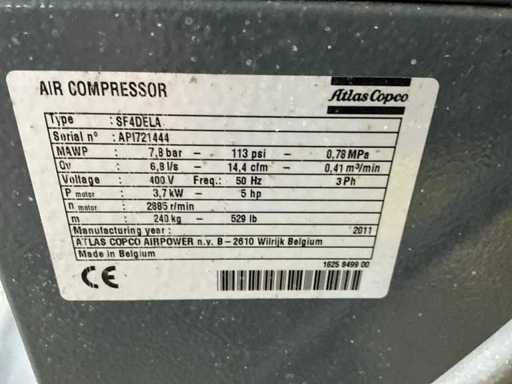 AIR COMPRESSOR
Atlas Copco
Type : SF4DELA
Serial n° : API721444
MAWP : 7,8 bar - 113 psi - 0,78 MPa
Qv : 6,8 l/s - 14,4 cfm - 0,41 m³/min
Voltage : 400 V Freq.: 50 Hz 3 Ph
P motor : 3,7 kW - 5 hp
n motor : 2885 r/min
m : 240 kg - 529 lb
Manufacturing year : 2011
ATLAS COPCO AIRPOWER n.v. B - 2610 Wilrijk Belgium
Made in Belgium
CE
1625 8499 00